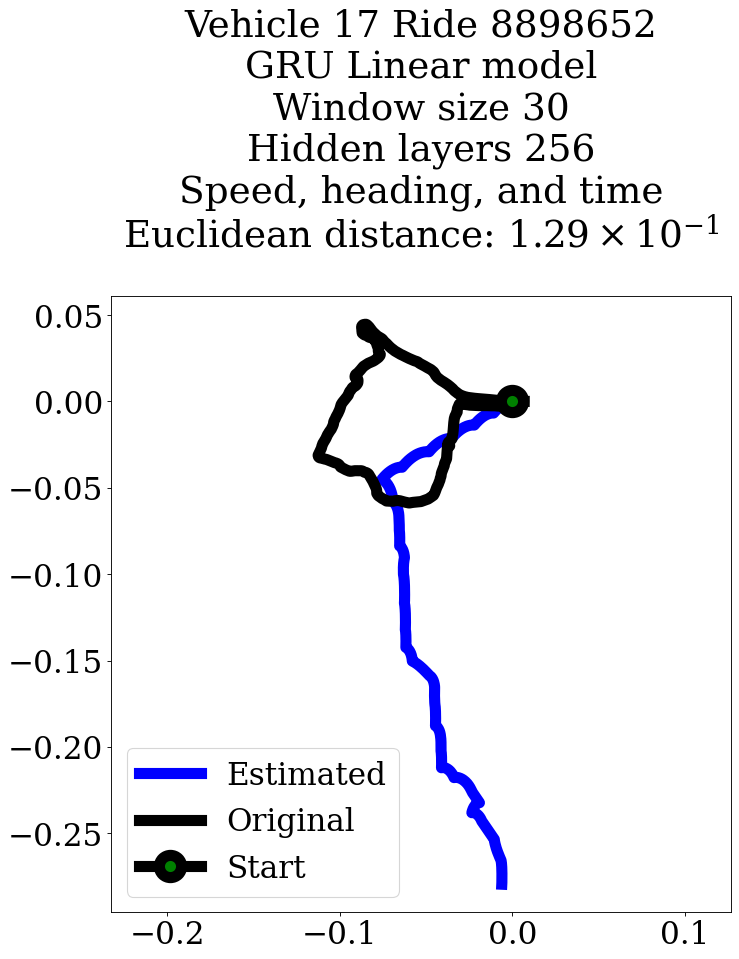 Vehicle 17 Ride 8898652
GRU Linear model
Window size 30
Hidden layers 256
Speed, heading, and time
Euclidean distance: 1.29 × 10⁻¹
0.05
0.00
−0.05
−0.10
−0.15
−0.20
−0.25
Estimated
Original
Start
−0.2
−0.1
0.0
0.1